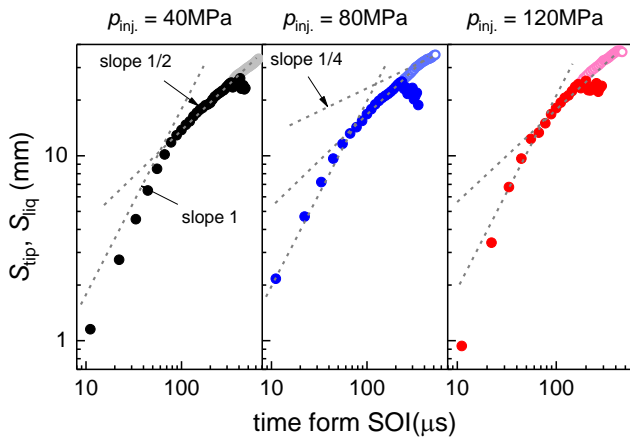 p_inj. = 40MPa p_inj. = 80MPa p_inj. = 120MPa
slope 1/2
slope 1/4
slope 1
S_tip, S_liq (mm)
10
1
10 100 10 100 10 100
time form SOI(μs)